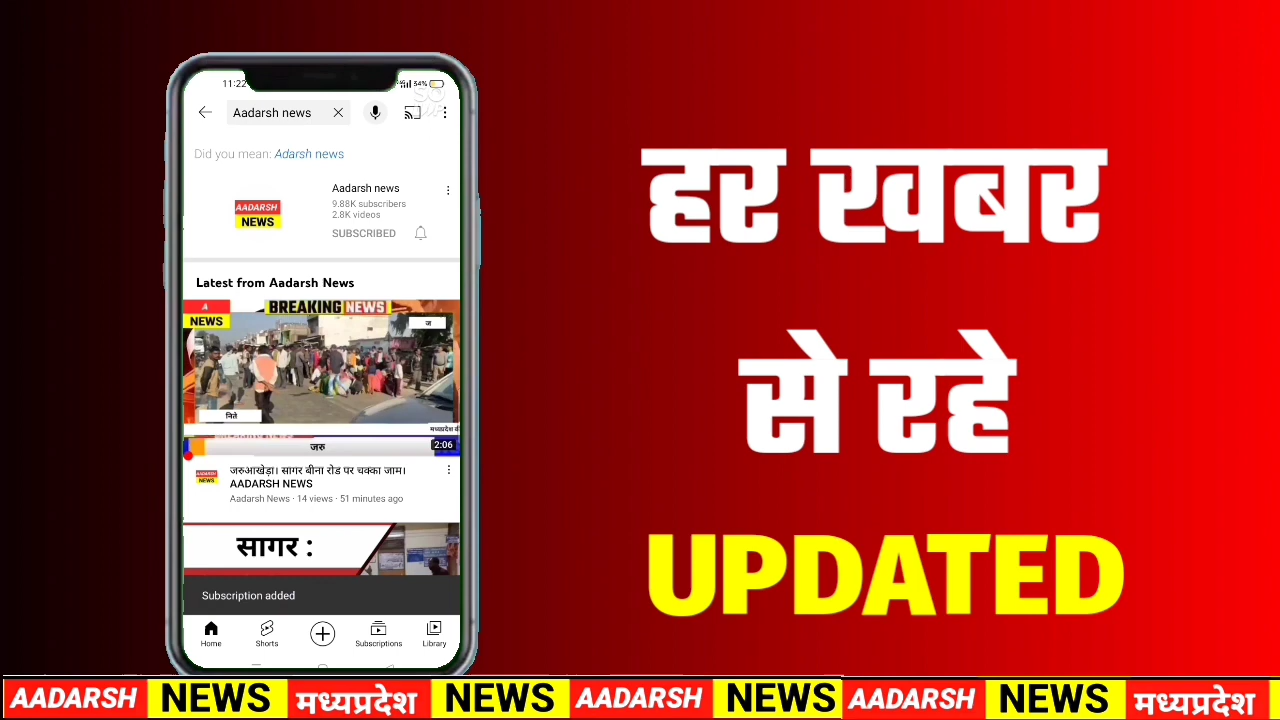 11:22
54%
Aadarsh news
Did you mean: Adarsh news
Aadarsh news
9.88K subscribers
2.8K videos
SUBSCRIBED
AADARSH
NEWS
Latest from Aadarsh News
A
NEWS
BREAKING NEWS
ज
निते
जरु
2:06
जरुआखेड़ा। सागर बीना रोड पर चक्का जाम।
AADARSH NEWS
Aadarsh News · 14 views · 51 minutes ago
AADARSH
NEWS
सागर :
Subscription added
Home Shorts Subscriptions Library
हर खबर
से रहे
UPDATED
AADARSH NEWS मध्यप्रदेश NEWS AADARSH NEWS AADARSH NEWS मध्यप्रदेश